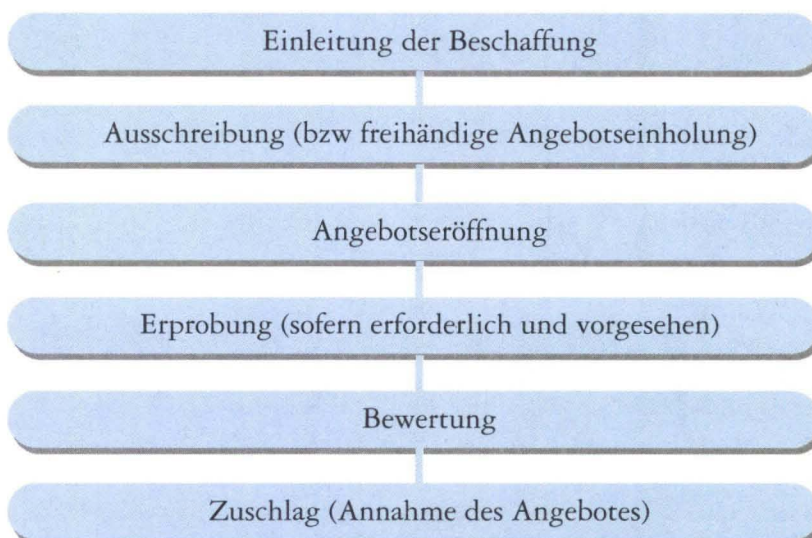 Einleitung der Beschaffung
Ausschreibung (bzw freihändige Angebotseinholung)
Angebotseröffnung
Erprobung (sofern erforderlich und vorgesehen)
Bewertung
Zuschlag (Annahme des Angebotes)